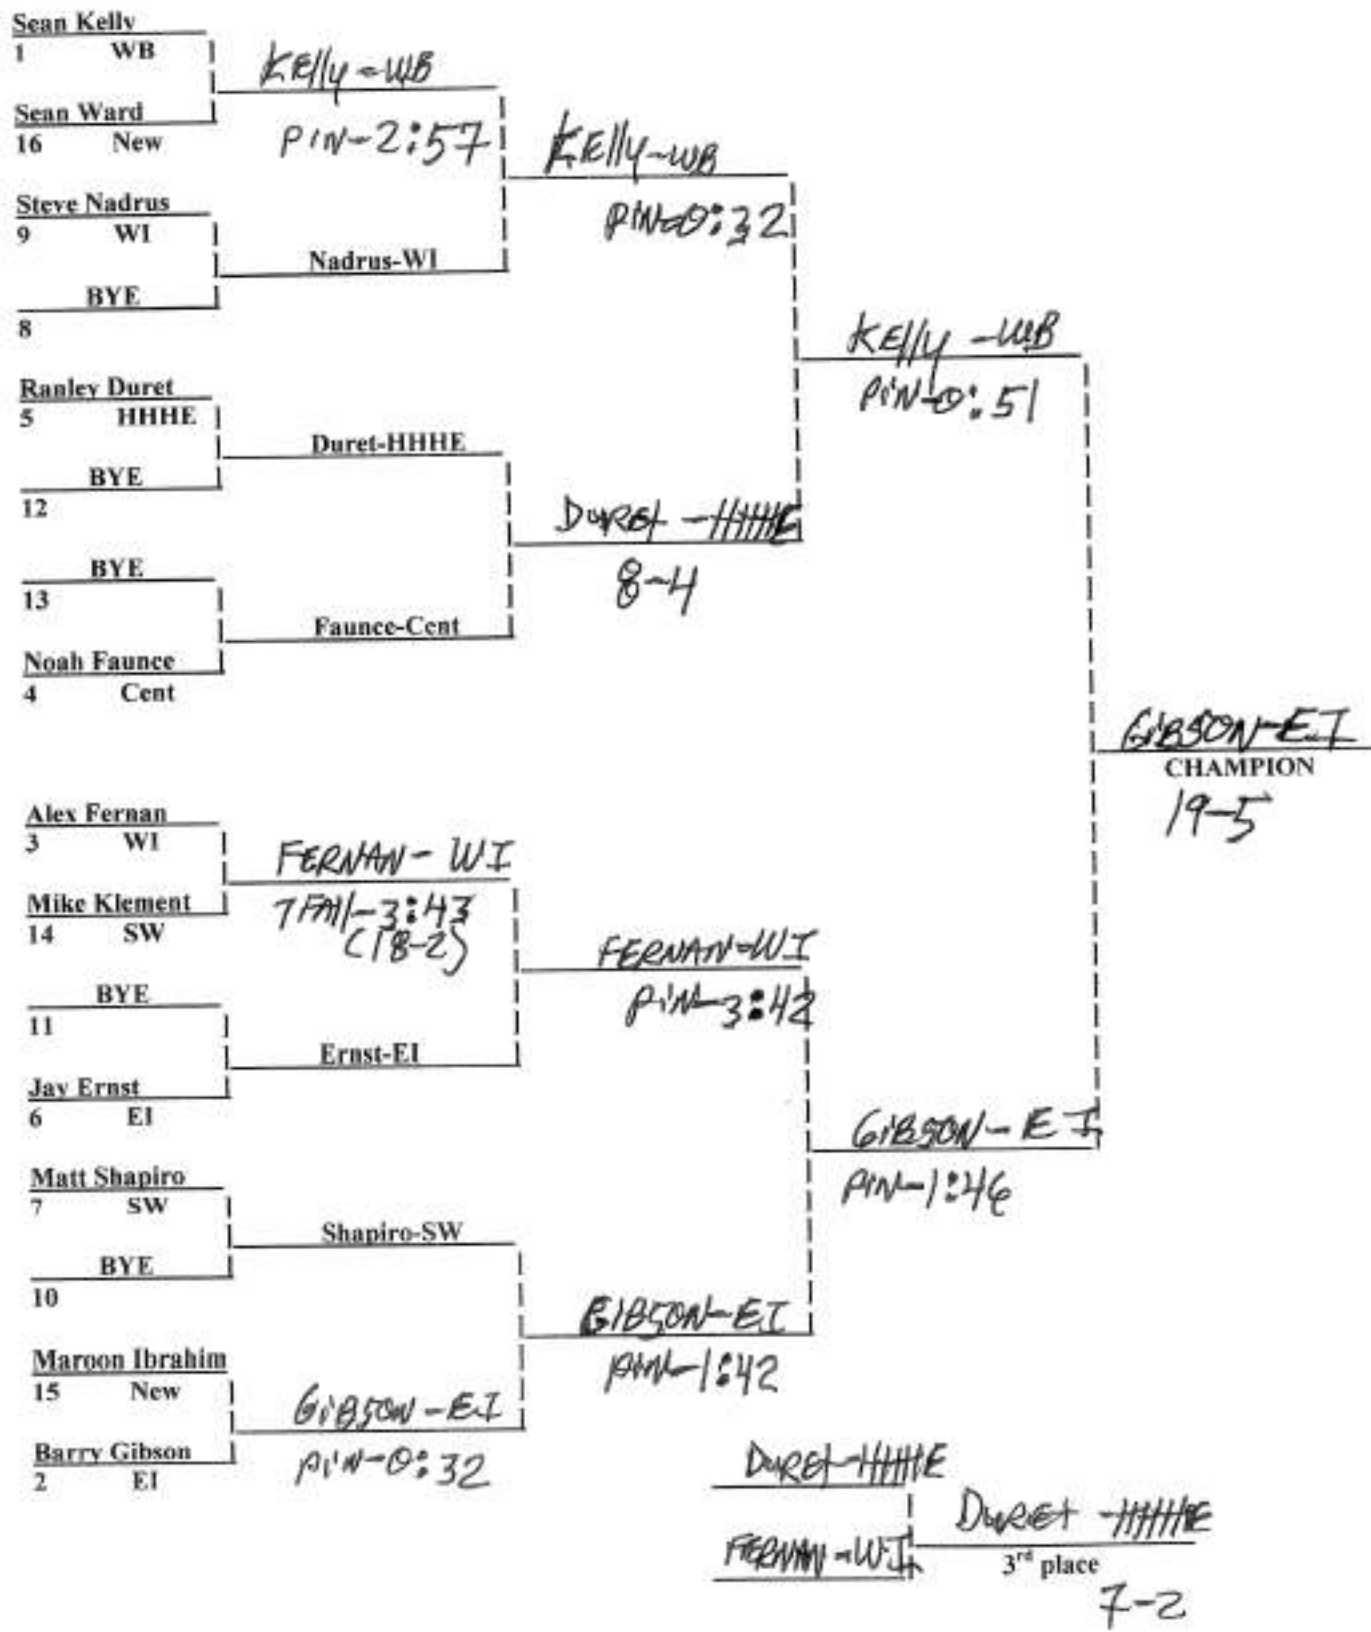 Sean Kelly
1 WB
KElly-WB
Sean Ward
16 New
PIN-2:57
KElly-WB
PIN-0:32
Steve Nadrus
9 WI
Nadrus-WI
BYE
8
KElly-WB
PIN-0:51
Ranley Duret
5 HHHE
Duret-HHHE
BYE
12
DuREt-HHHE
8-4
BYE
13
Faunce-Cent
Noah Faunce
4 Cent
GIBSON-EI
CHAMPION
19-5
Alex Fernan
3 WI
FERNAN-WI
Mike Klement
14 SW
TFAll-3:43
(18-2)
FERNAN-WI
PIN-3:42
BYE
11
Ernst-EI
Jay Ernst
6 EI
GIBSON-EI
PIN-1:46
Matt Shapiro
7 SW
Shapiro-SW
BYE
10
GIBSON-EI
PIN-1:42
Maroon Ibrahim
15 New
GIBSON-EI
Barry Gibson
2 EI
PIN-0:32
DuREt-HHHE
DuREt-HHHE
FERNAN-WI
3rd place
7-2